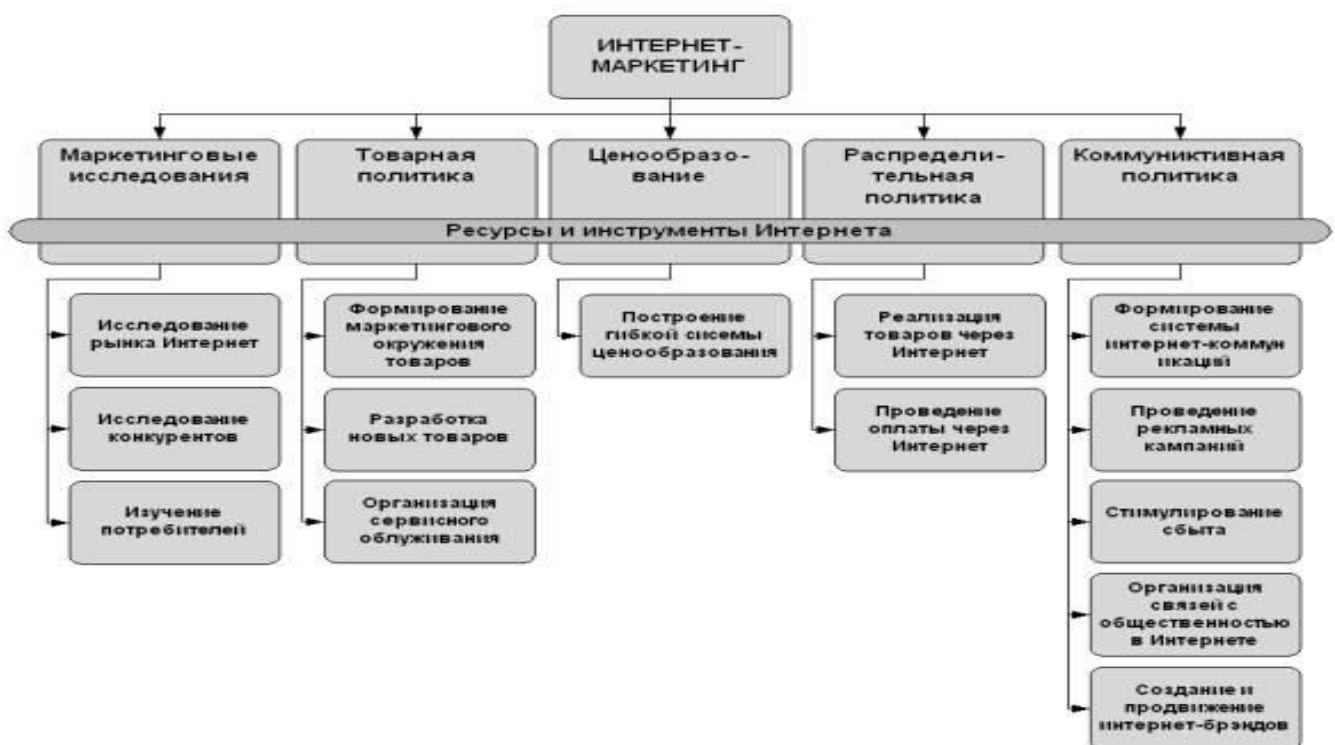 ИНТЕРНЕТ-
МАРКЕТИНГ
Маркетинговые
исследования
Товарная
политика
Ценообразо-
вание
Распредели-
тельная
политика
Коммуниктивная
политика
Ресурсы и инструменты Интернета
Исследование
рынка Интернет
Исследование
конкурентов
Изучение
потребителей
Формирование
маркетингового
окружения
товаров
Разработка
новых товаров
Организация
сервисного
облуживания
Построение
гибкой сисемы
ценообразования
Реализация
товаров через
Интернет
Проведение
оплаты через
Интернет
Формирование
системы
интернет-коммун
икаций
Проведение
рекламных
кампаний
Стимулирование
сбыта
Организация
связей с
общественностью
в Интернете
Создание и
продвижение
интернет-брэндов